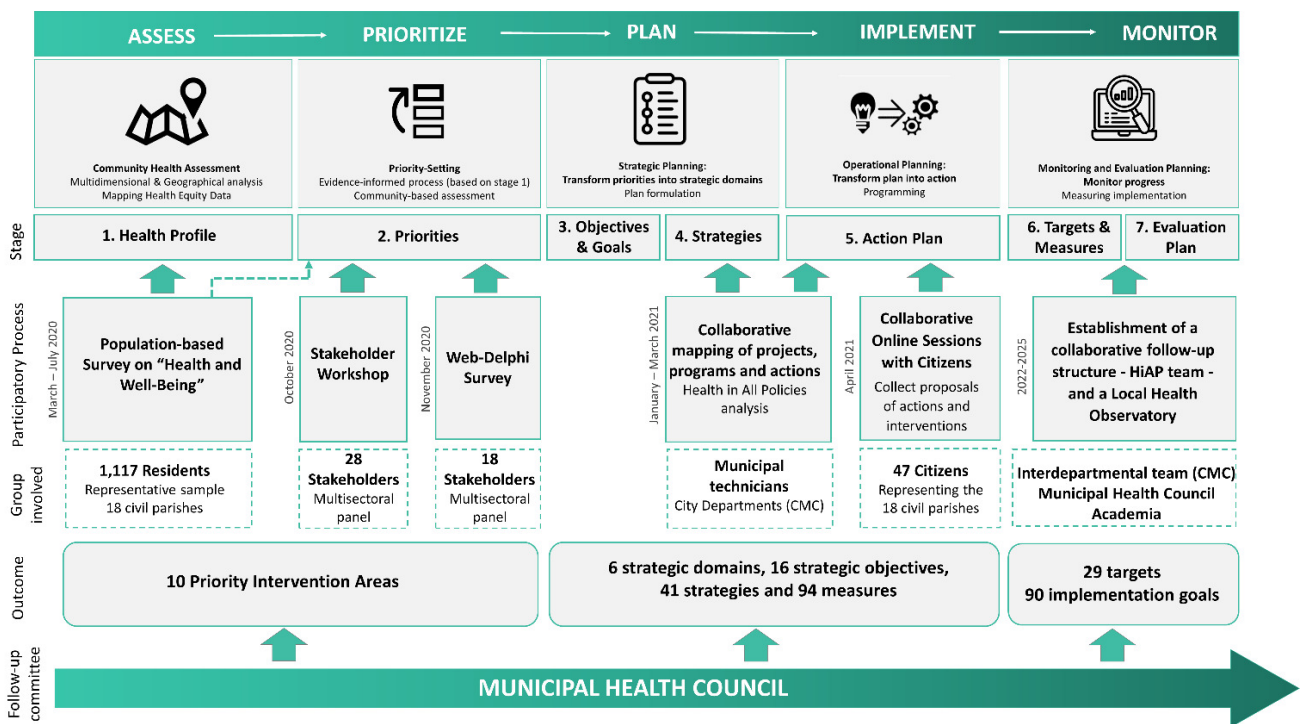 ASSESS
PRIORITIZE
PLAN
IMPLEMENT
MONITOR
Community Health Assessment
Multidimensional & Geographical analysis
Mapping Health Equity Data
Priority-Setting
Evidence-informed process (based on stage 1)
Community-based assessment
Strategic Planning:
Transform priorities into strategic domains
Plan formulation
Operational Planning:
Transform plan into action
Programming
Monitoring and Evaluation Planning:
Monitor progress
Measuring implementation
Stage
1. Health Profile
2. Priorities
3. Objectives
& Goals
4. Strategies
5. Action Plan
6. Targets &
Measures
7. Evaluation
Plan
Participatory Process
March – July 2020
Population-based
Survey on "Health and
Well-Being"
October 2020
Stakeholder
Workshop
November 2020
Web-Delphi
Survey
January – March 2021
Collaborative
mapping of projects,
programs and actions
Health in All Policies
analysis
April 2021
Collaborative
Online Sessions
with Citizens
Collect proposals
of actions and
interventions
2022-2025
Establishment of a
collaborative follow-up
structure - HiAP team -
and a Local Health
Observatory
Group
involved
1,117 Residents
Representative sample
18 civil parishes
28
Stakeholders
Multisectoral
panel
18
Stakeholders
Multisectoral
panel
Municipal
technicians
City Departments (CMC)
47 Citizens
Representing the
18 civil parishes
Interdepartmental team (CMC)
Municipal Health Council
Academia
Outcome
10 Priority Intervention Areas
6 strategic domains, 16 strategic objectives,
41 strategies and 94 measures
29 targets
90 implementation goals
Follow-up
committee
MUNICIPAL HEALTH COUNCIL